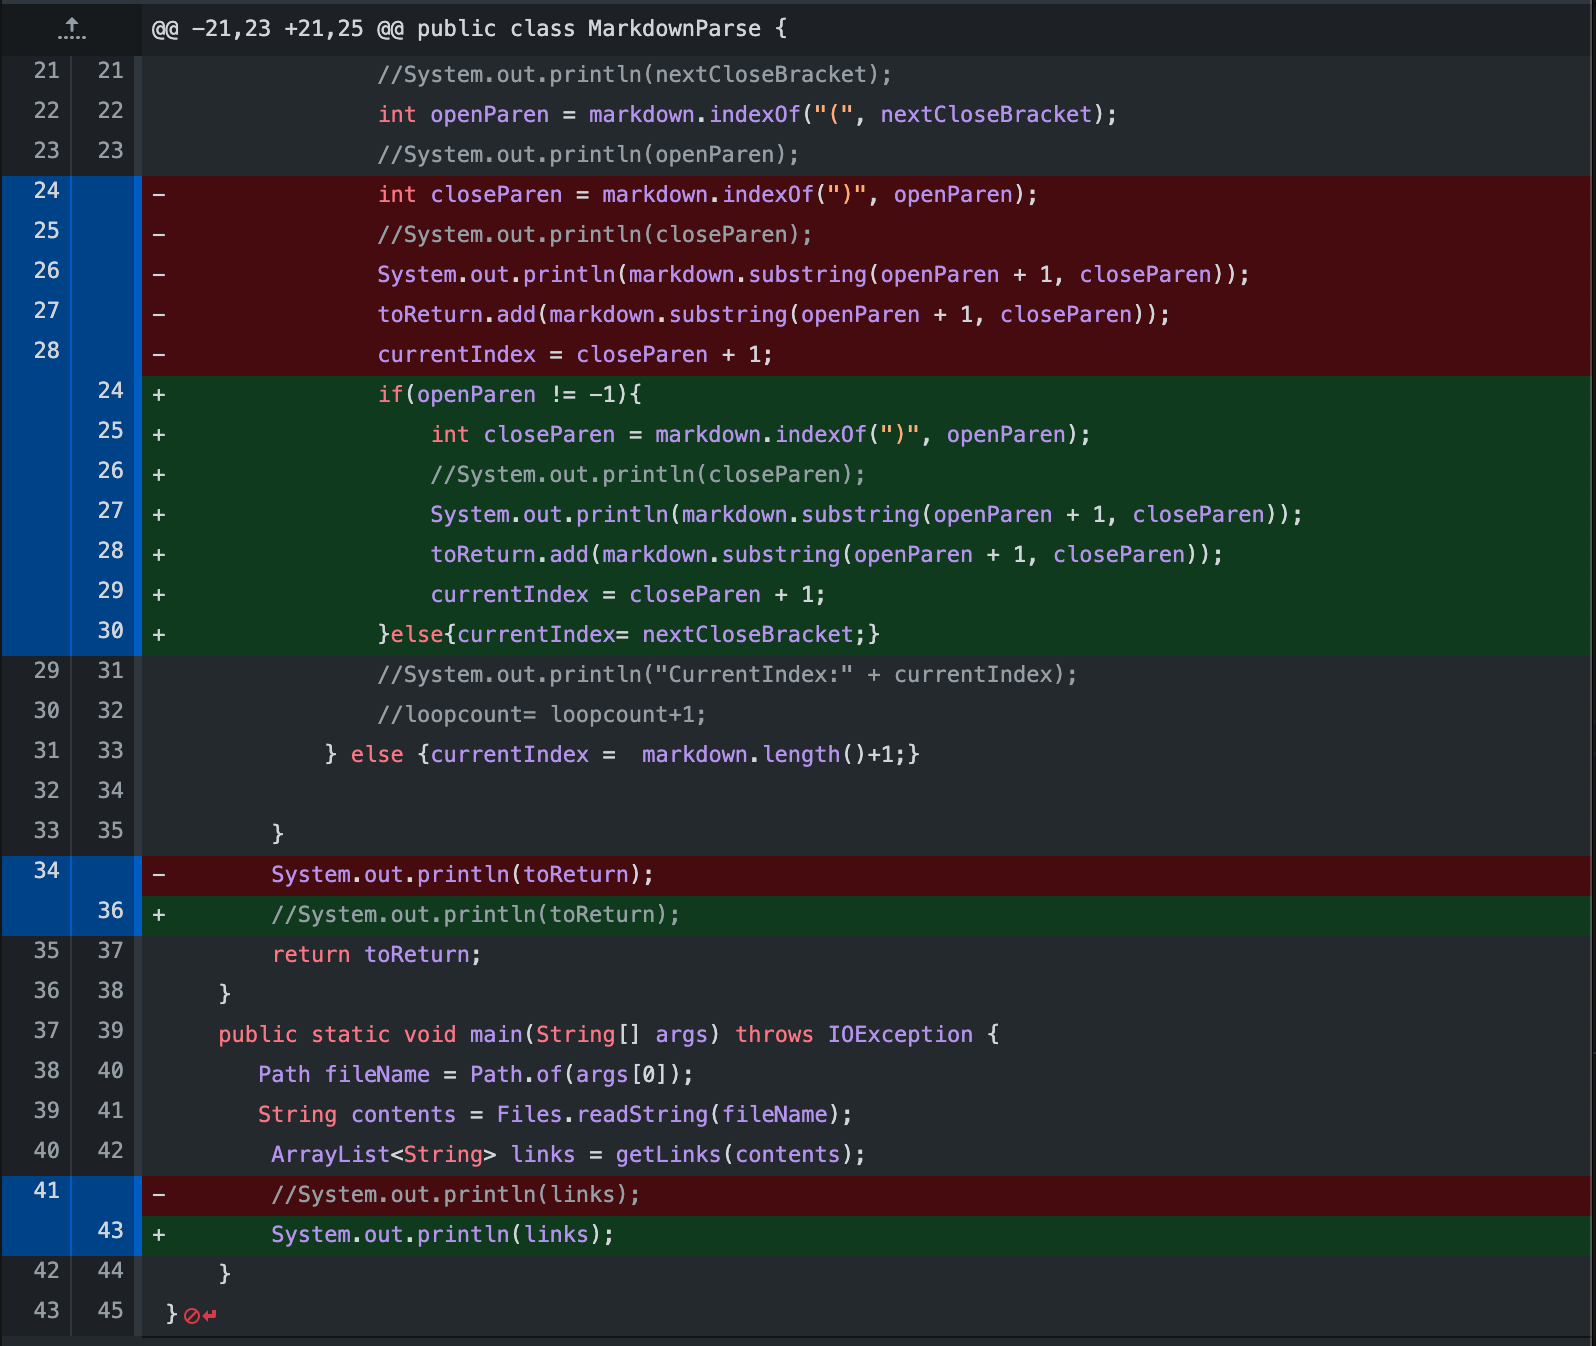 @@ -21,23 +21,25 @@ public class MarkdownParse {
21 21 //System.out.println(nextCloseBracket);
22 22 int openParen = markdown.indexOf("(", nextCloseBracket);
23 23 //System.out.println(openParen);
24 - int closeParen = markdown.indexOf(")", openParen);
25 - //System.out.println(closeParen);
26 - System.out.println(markdown.substring(openParen + 1, closeParen));
27 - toReturn.add(markdown.substring(openParen + 1, closeParen));
28 - currentIndex = closeParen + 1;
24 + if(openParen != -1){
25 + int closeParen = markdown.indexOf(")", openParen);
26 + //System.out.println(closeParen);
27 + System.out.println(markdown.substring(openParen + 1, closeParen));
28 + toReturn.add(markdown.substring(openParen + 1, closeParen));
29 + currentIndex = closeParen + 1;
30 + }else{currentIndex= nextCloseBracket;}
29 31 //System.out.println("CurrentIndex:" + currentIndex);
30 32 //loopcount= loopcount+1;
31 33 } else {currentIndex =  markdown.length()+1;}
32 34
33 35 }
34 - System.out.println(toReturn);
36 + //System.out.println(toReturn);
35 37 return toReturn;
36 38 }
37 39 public static void main(String[] args) throws IOException {
38 40 Path fileName = Path.of(args[0]);
39 41 String contents = Files.readString(fileName);
40 42 ArrayList<String> links = getLinks(contents);
41 - //System.out.println(links);
43 + System.out.println(links);
42 44 }
43 45 }